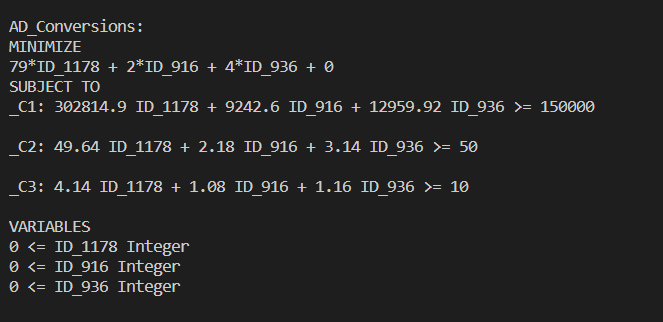 AD_Conversions:
MINIMIZE
79*ID_1178 + 2*ID_916 + 4*ID_936 + 0
SUBJECT TO
_C1: 302814.9 ID_1178 + 9242.6 ID_916 + 12959.92 ID_936 >= 150000
_C2: 49.64 ID_1178 + 2.18 ID_916 + 3.14 ID_936 >= 50
_C3: 4.14 ID_1178 + 1.08 ID_916 + 1.16 ID_936 >= 10
VARIABLES
0 <= ID_1178 Integer
0 <= ID_916 Integer
0 <= ID_936 Integer